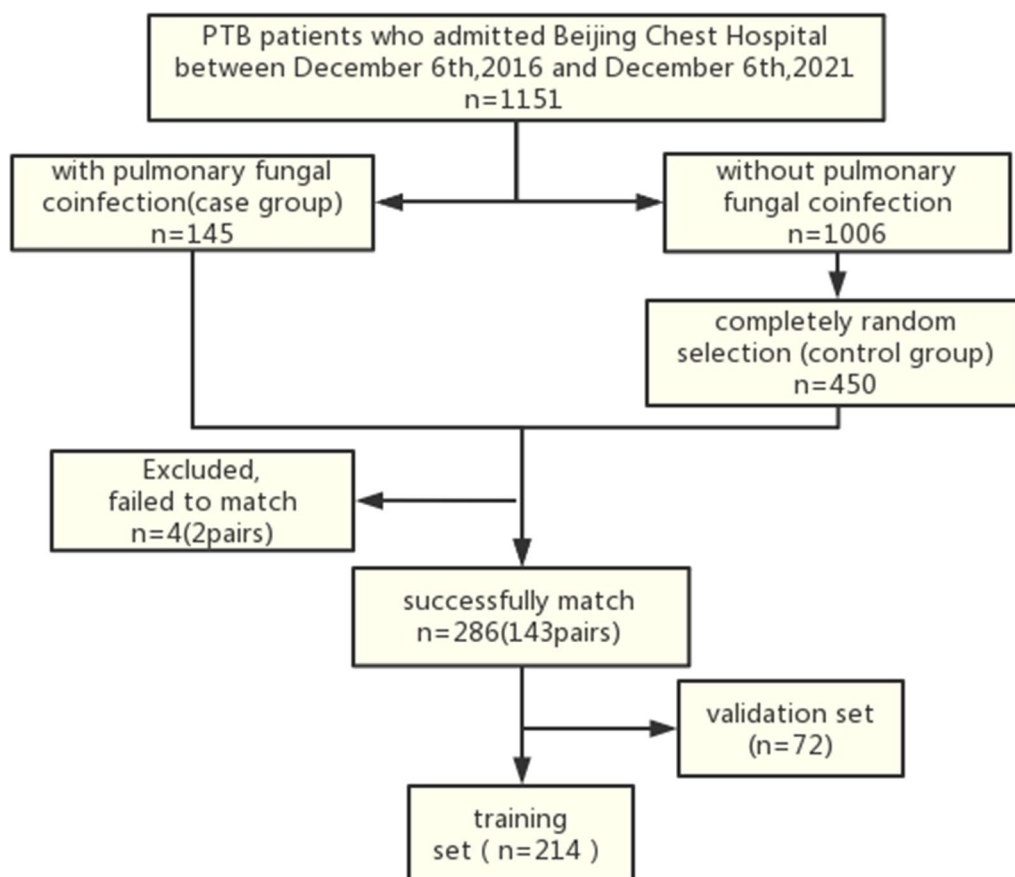 PTB patients who admitted Beijing Chest Hospital
between December 6th,2016 and December 6th,2021
n=1151
with pulmonary fungal
coinfection(case group)
n=145
without pulmonary
fungal coinfection
n=1006
completely random
selection (control group)
n=450
Excluded,
failed to match
n=4(2pairs)
successfully match
n=286(143pairs)
validation set
(n=72)
training
set ( n=214 )